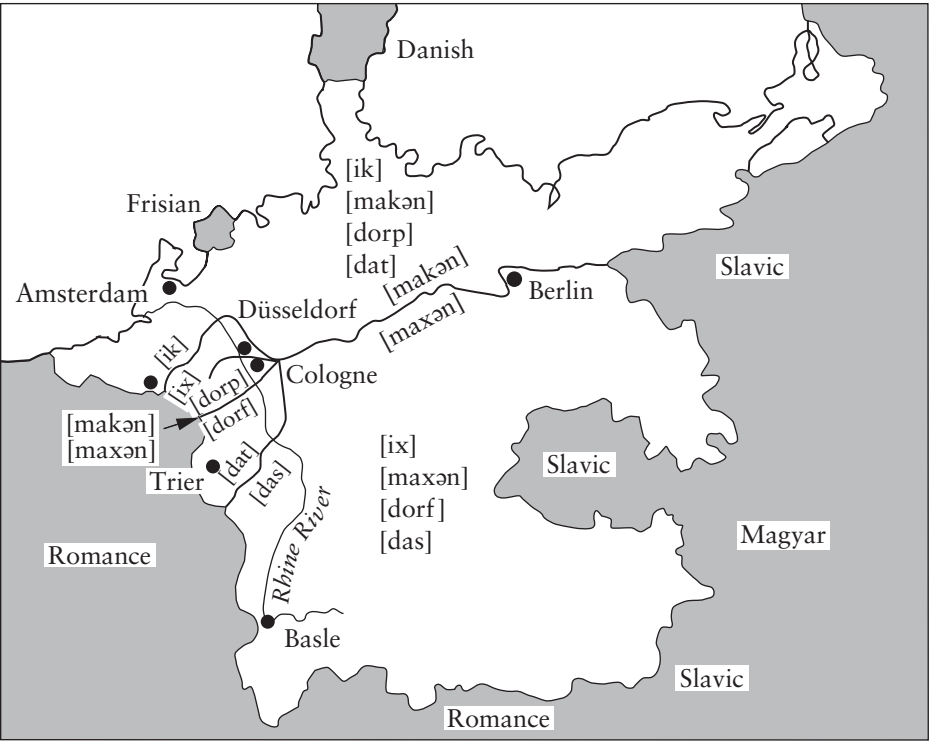 Danish
[ik]
[makən]
[dorp]
[dat]
Frisian
[makən]
[maxən]
Slavic
Amsterdam
Berlin
Düsseldorf
[ik]
[ix]
[dorp]
[dorf]
Cologne
[makən]
[maxən]
[dat]
[das]
Trier
[ix]
[maxən]
[dorf]
[das]
Slavic
Rhine River
Romance
Magyar
Basle
Slavic
Romance